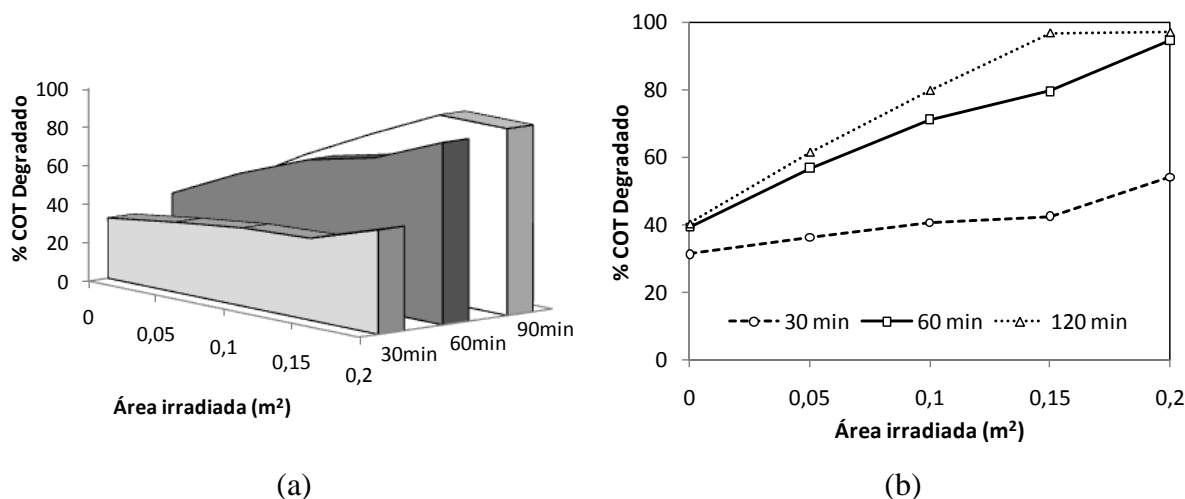 100
80
60
40
20
0
% COT Degradado
0
0,05
0,1
0,15
0,2
30min
60min
90min
Área irradiada (m²)
(a)
100
80
60
40
20
0
% COT Degradado
30 min
60 min
120 min
0
0,05
0,1
0,15
0,2
Área irradiada (m²)
(b)